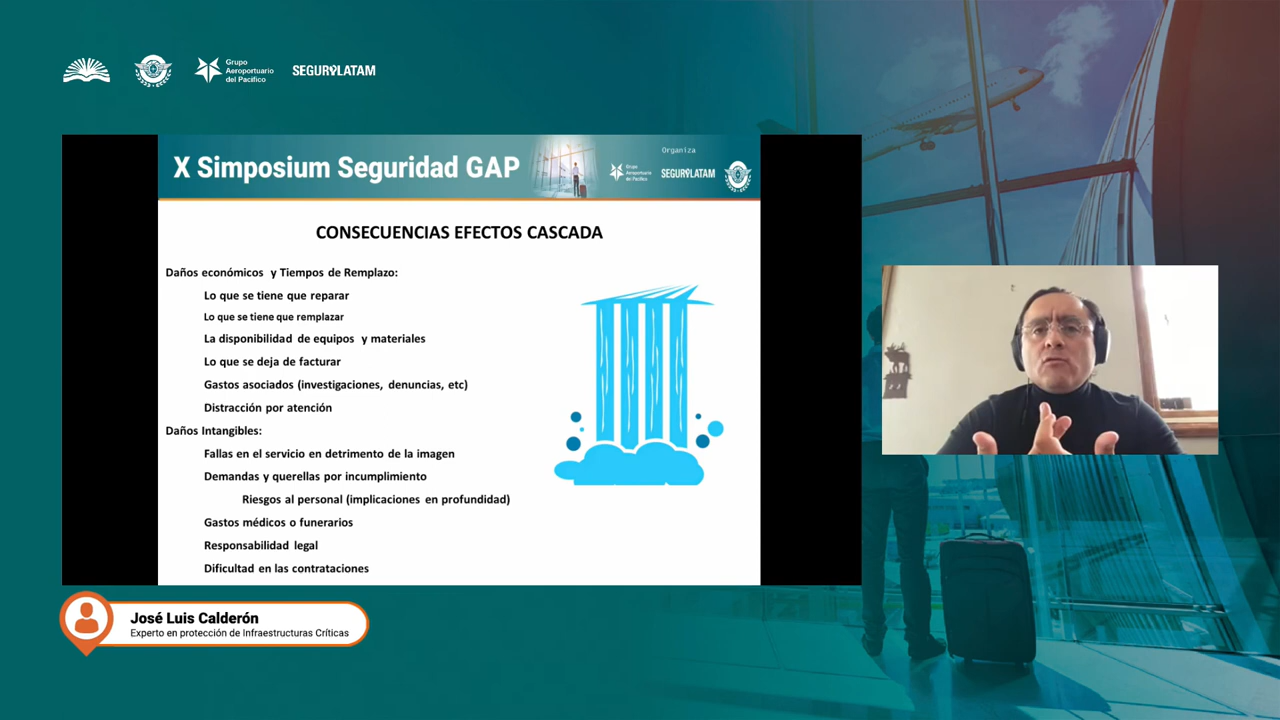 Grupo
Aeroportuario
del Pacífico
SEGURILATAM
X Simposium Seguridad GAP
Organiza
Grupo
Aeroportuario
del Pacífico
SEGURILATAM
CONSECUENCIAS EFECTOS CASCADA
Daños económicos y Tiempos de Remplazo:
Lo que se tiene que reparar
Lo que se tiene que remplazar
La disponibilidad de equipos y materiales
Lo que se deja de facturar
Gastos asociados (investigaciones, denuncias, etc)
Distracción por atención
Daños Intangibles:
Fallas en el servicio en detrimento de la imagen
Demandas y querellas por incumplimiento
Riesgos al personal (implicaciones en profundidad)
Gastos médicos o funerarios
Responsabilidad legal
Dificultad en las contrataciones
José Luis Calderón
Experto en protección de Infraestructuras Críticas